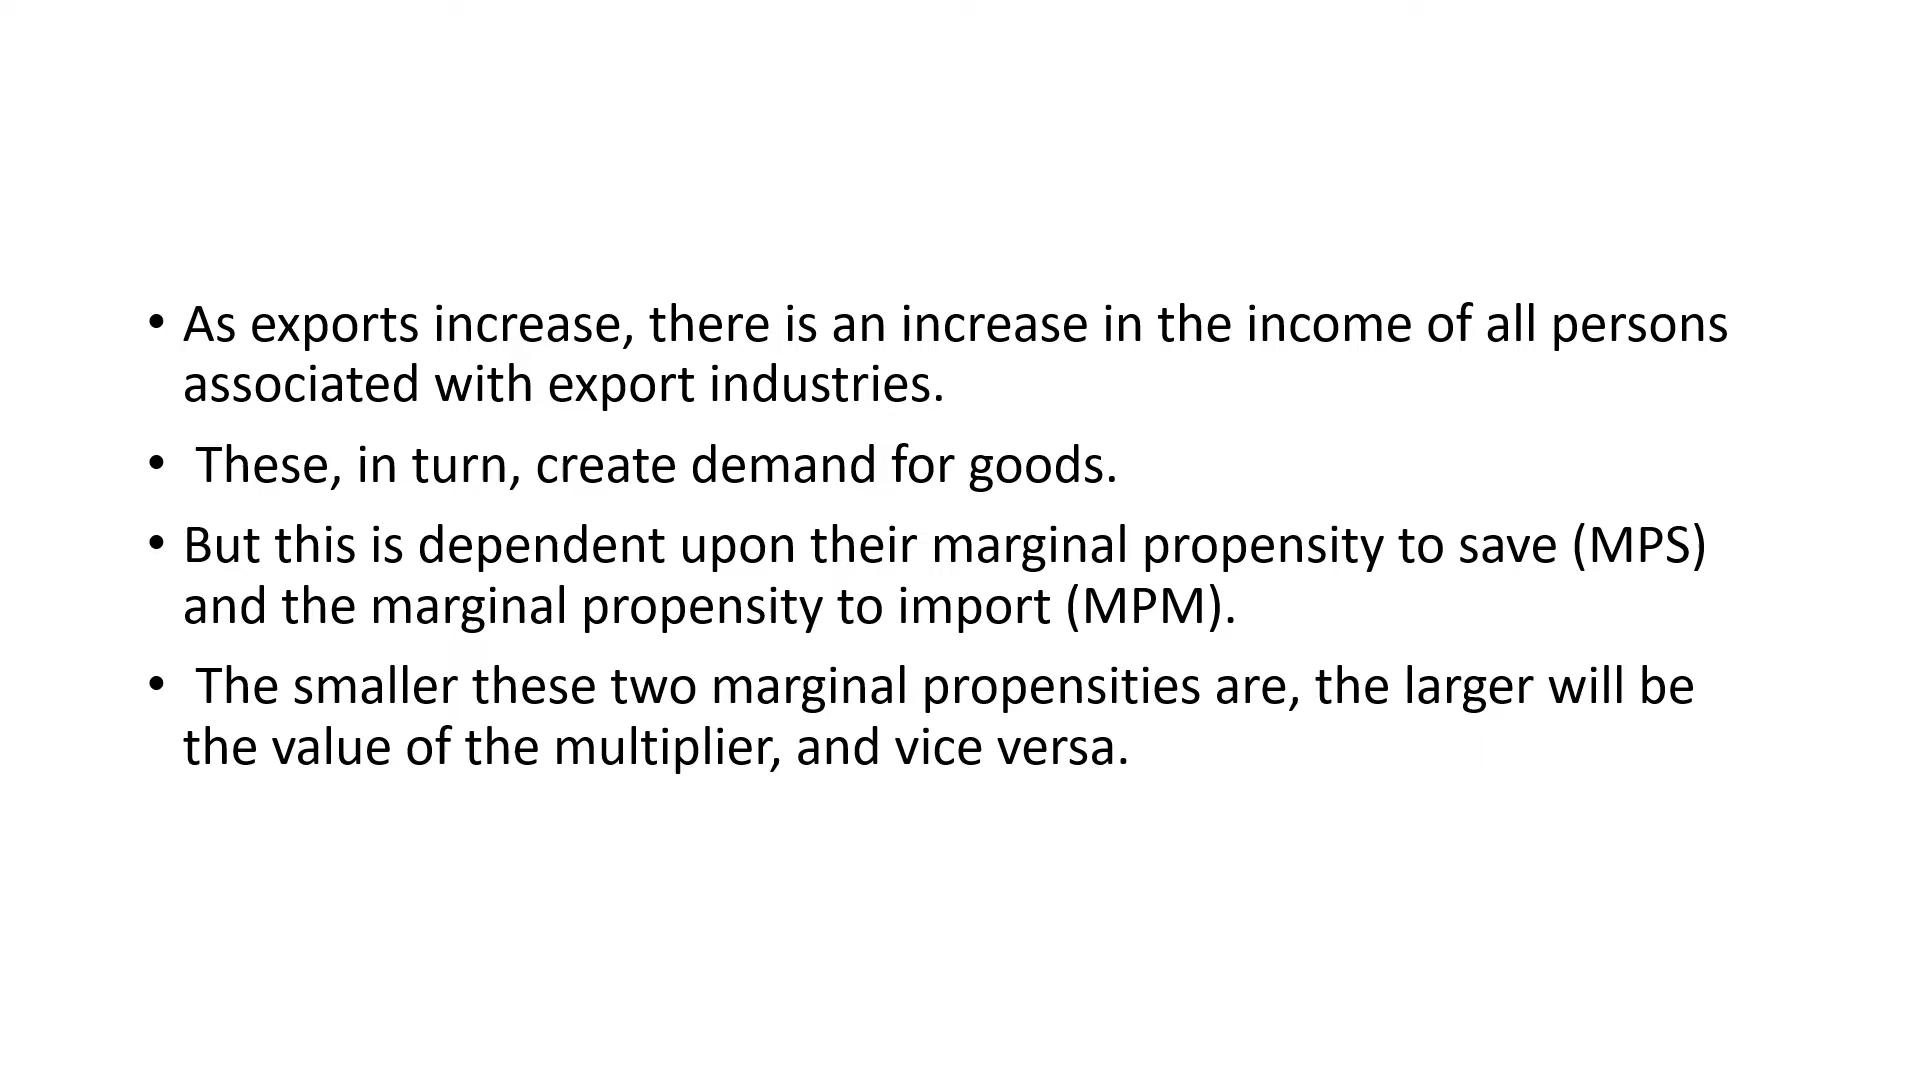 • As exports increase, there is an increase in the income of all persons
associated with export industries.
• These, in turn, create demand for goods.
• But this is dependent upon their marginal propensity to save (MPS)
and the marginal propensity to import (MPM).
• The smaller these two marginal propensities are, the larger will be
the value of the multiplier, and vice versa.